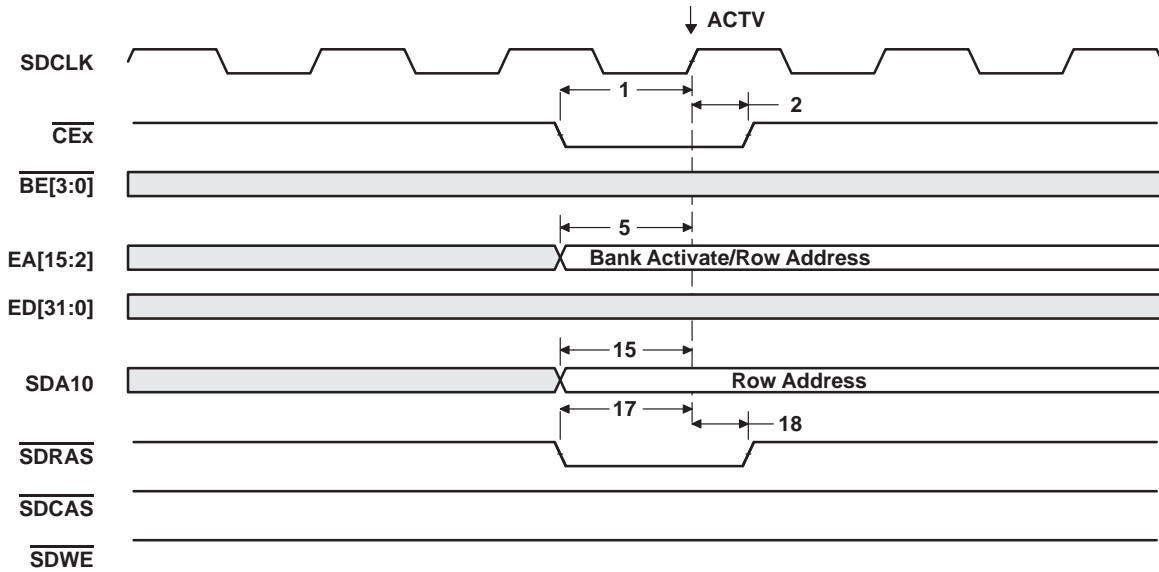 ACTV
SDCLK
1
2
CEx
BE[3:0]
5
EA[15:2]
Bank Activate/Row Address
ED[31:0]
15
SDA10
Row Address
17
18
SDRAS
SDCAS
SDWE